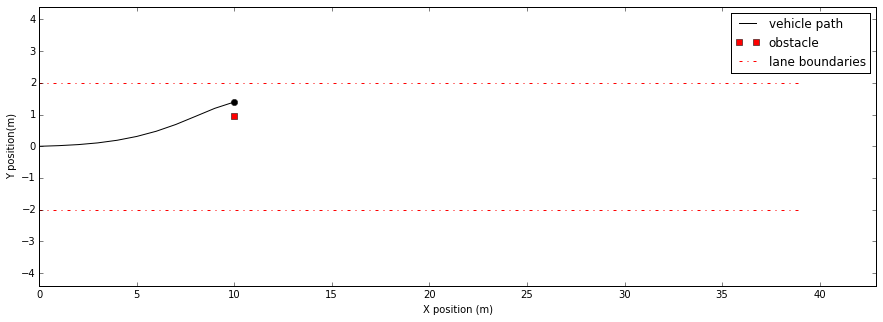 4
3
2
1
0
−1
−2
−3
−4
Y position(m)
vehicle path
obstacle
lane boundaries
0 5 10 15 20 25 30 35 40
X position (m)